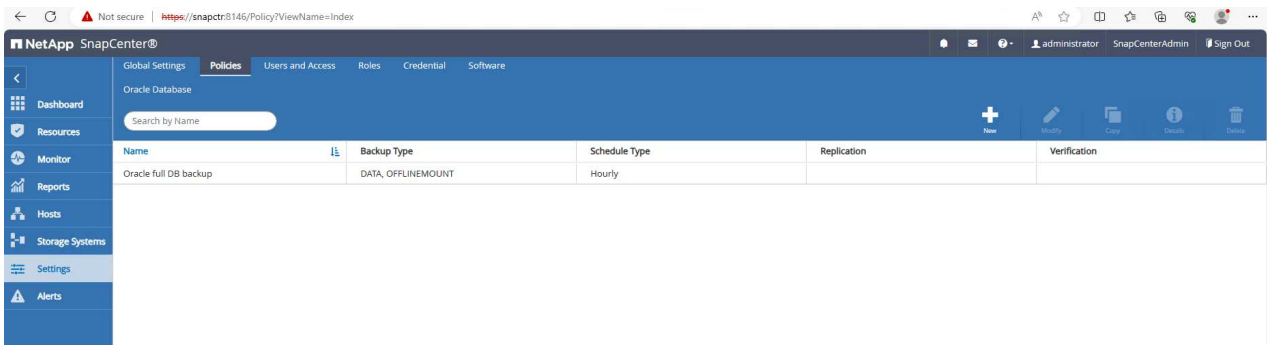 Not secure | https://snapctr:8146/Policy?ViewName=Index
NetApp SnapCenter®
administrator SnapCenterAdmin Sign Out
Global Settings Policies Users and Access Roles Credential Software
Oracle Database
Search by Name
New Modify Copy Details Delete
Dashboard
Resources
Monitor
Reports
Hosts
Storage Systems
Settings
Alerts
Name Backup Type Schedule Type Replication Verification
Oracle full DB backup DATA, OFFLINEMOUNT Hourly